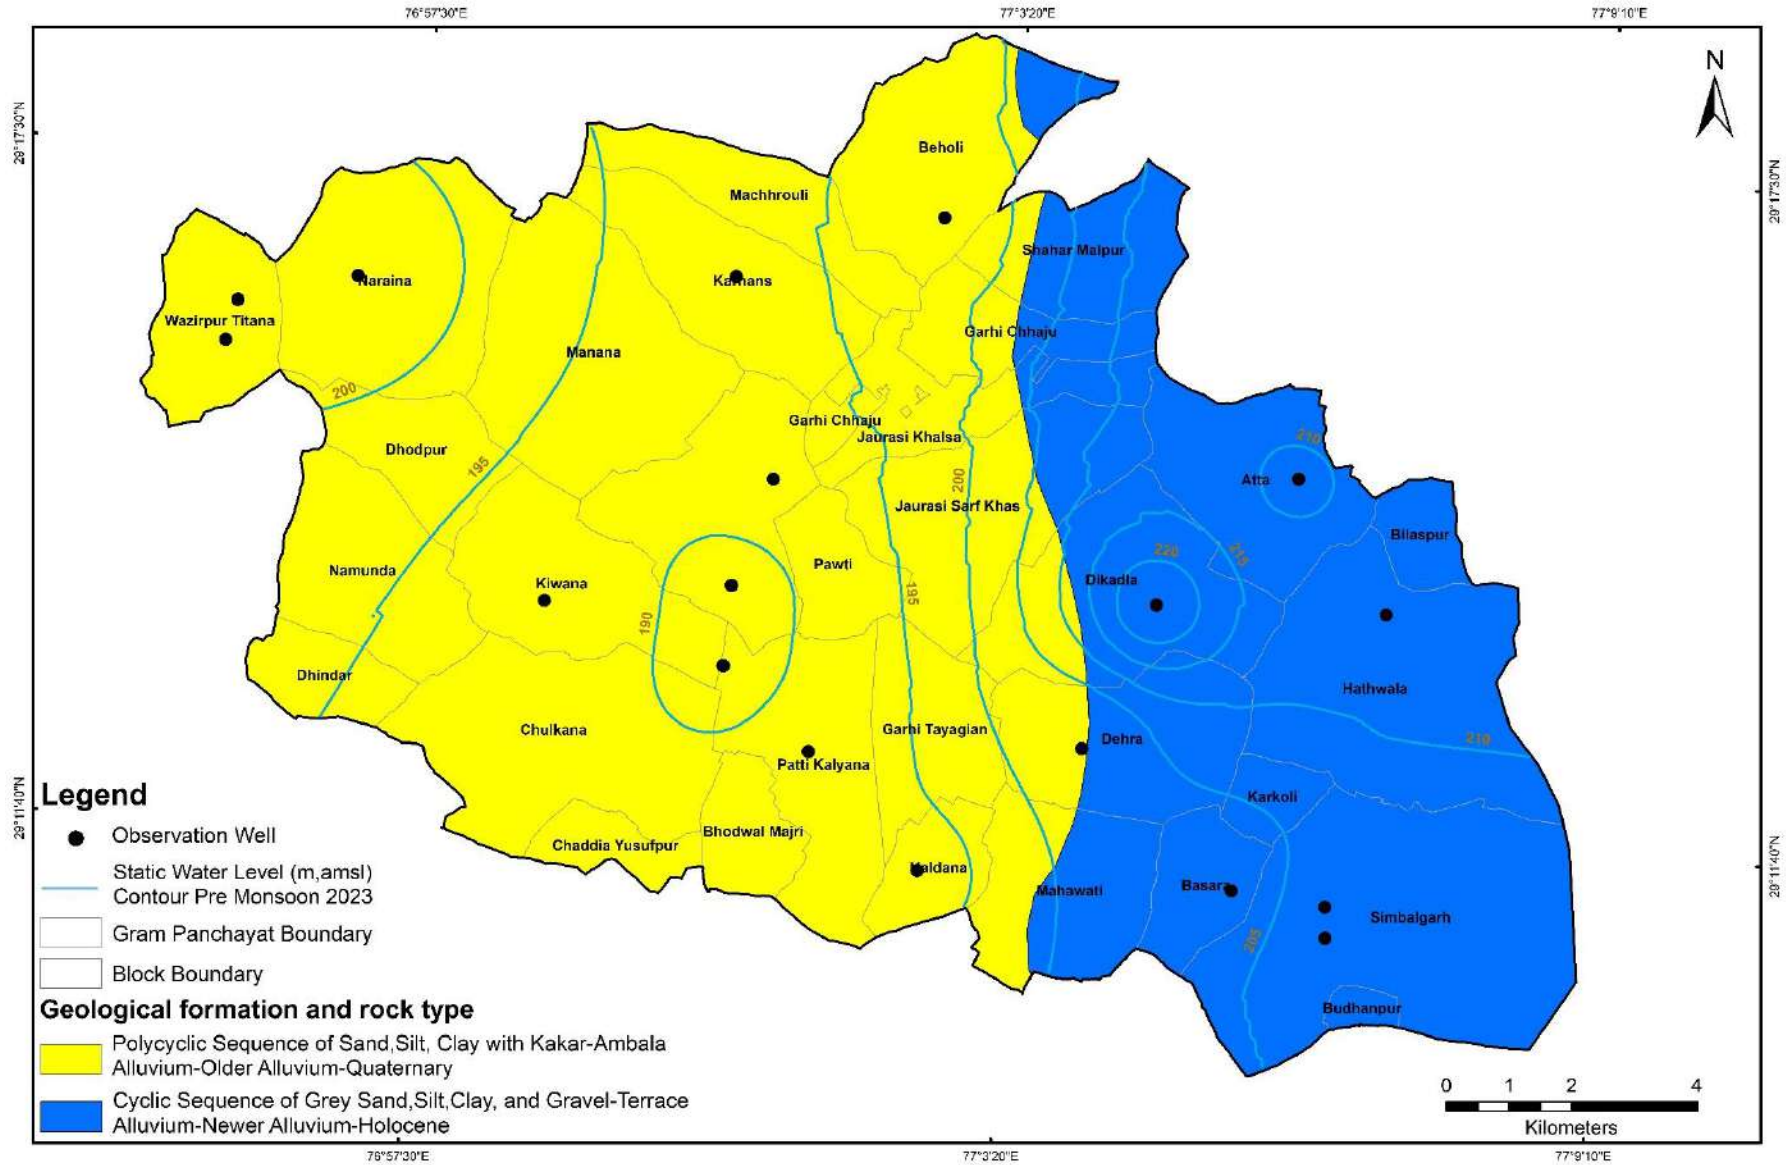 76°57'30"E
77°3'20"E
77°9'10"E
N
29°17'30"N
29°17'30"N
Beholi
Machhrouli
Shahar Malpur
Naraina
Karhans
Wazirpur Titana
Garhi Chhaju
Manana
200
Garhi Chhaju
Jaurasi Khalsa
210
Dhodpur
195
200
Atta
Jaurasi Sarf Khas
Bilaspur
220
215
Namunda
Kiwana
Pawti
Dikadla
195
190
Dhindar
Hathwala
Chulkana
Garhi Tayagian
Dehra
210
Patti Kalyana
Karkoli
29°11'40"N
29°11'40"N
Bhodwal Majri
Chaddia Yusufpur
Naldana
Mahawati
Basara
Simbalgarh
205
Budhanpur
Legend
Observation Well
Static Water Level (m,amsl)
Contour Pre Monsoon 2023
Gram Panchayat Boundary
Block Boundary
Geological formation and rock type
Polycyclic Sequence of Sand,Silt, Clay with Kakar-Ambala
Alluvium-Older Alluvium-Quaternary
Cyclic Sequence of Grey Sand,Silt,Clay, and Gravel-Terrace
Alluvium-Newer Alluvium-Holocene
0 1 2 4
Kilometers
76°57'30"E
77°3'20"E
77°9'10"E